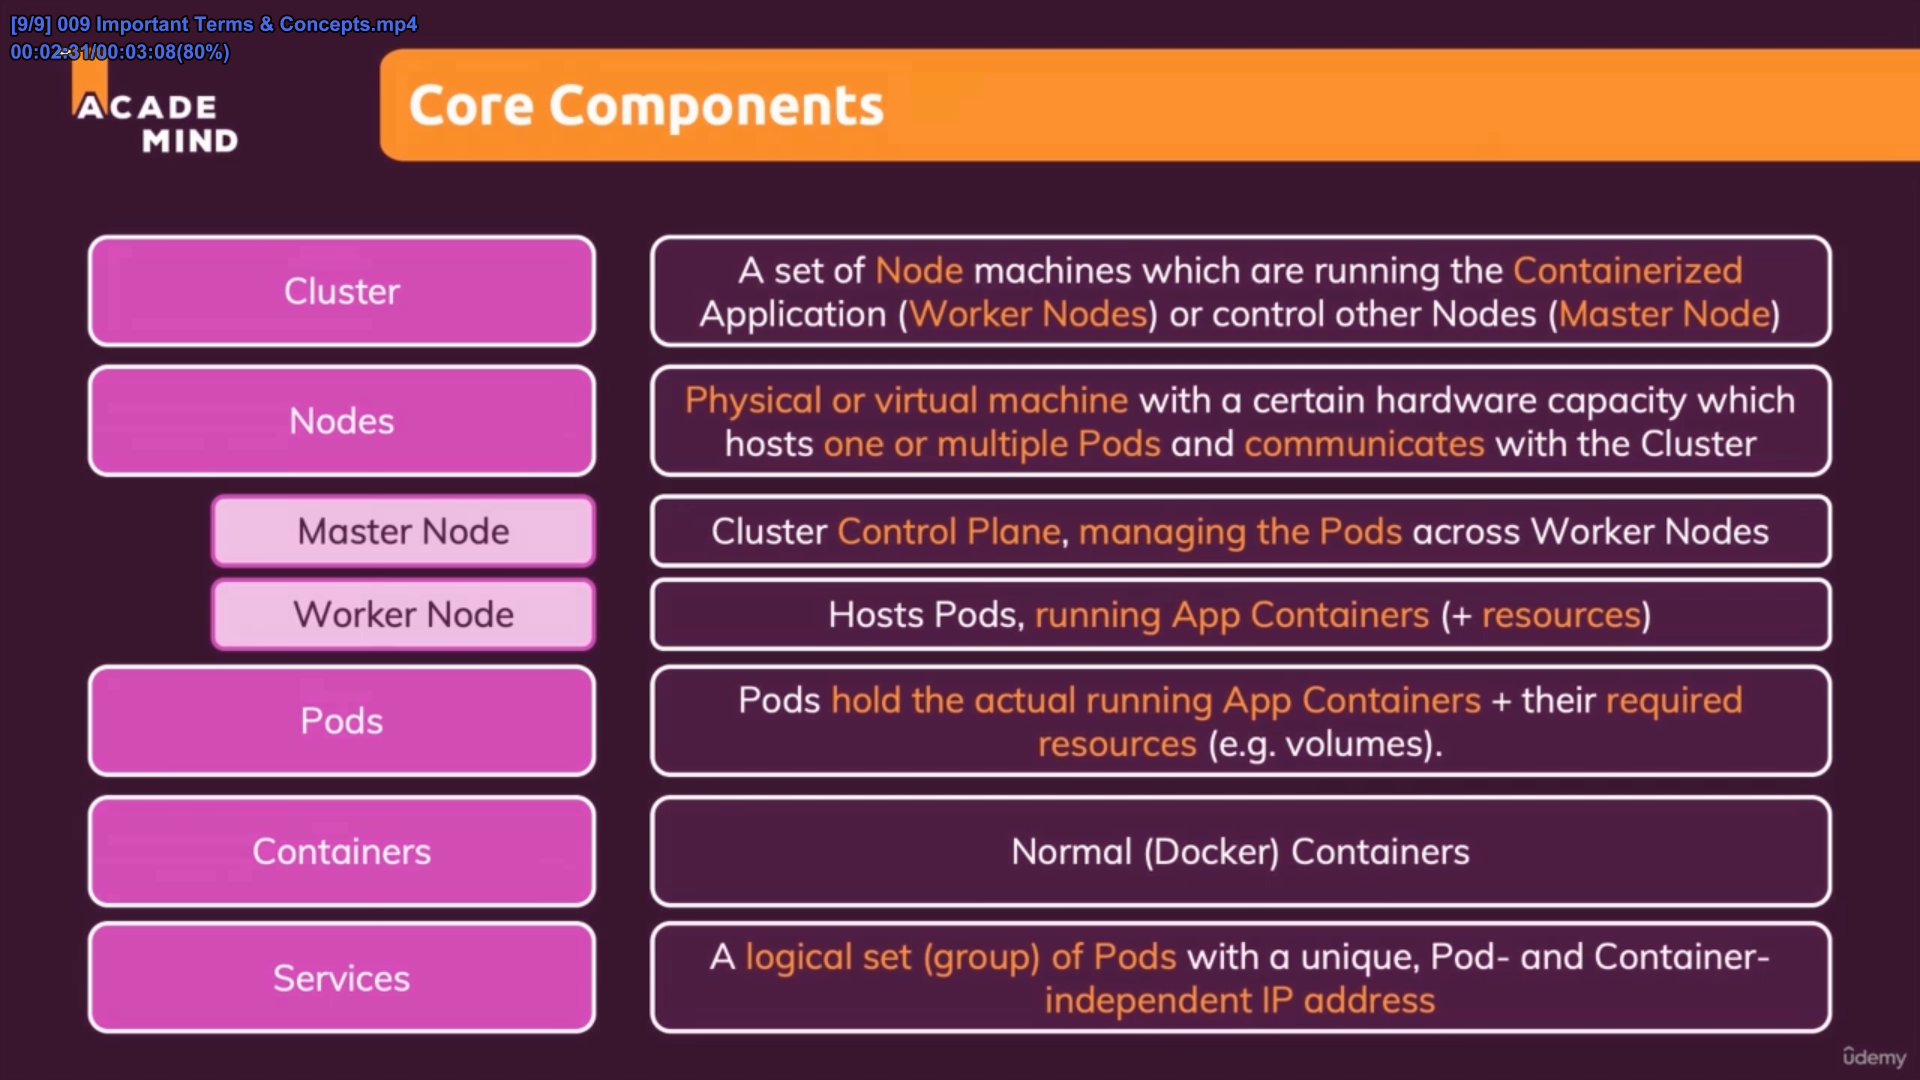 [9/9] 009 Important Terms & Concepts.mp4
00:02:31/00:03:08(80%)
ACADE
MIND
Core Components
Cluster
A set of Node machines which are running the Containerized
Application (Worker Nodes) or control other Nodes (Master Node)
Nodes
Physical or virtual machine with a certain hardware capacity which
hosts one or multiple Pods and communicates with the Cluster
Master Node
Cluster Control Plane, managing the Pods across Worker Nodes
Worker Node
Hosts Pods, running App Containers (+ resources)
Pods
Pods hold the actual running App Containers + their required
resources (e.g. volumes).
Containers
Normal (Docker) Containers
Services
A logical set (group) of Pods with a unique, Pod- and Container-
independent IP address
ûdemy